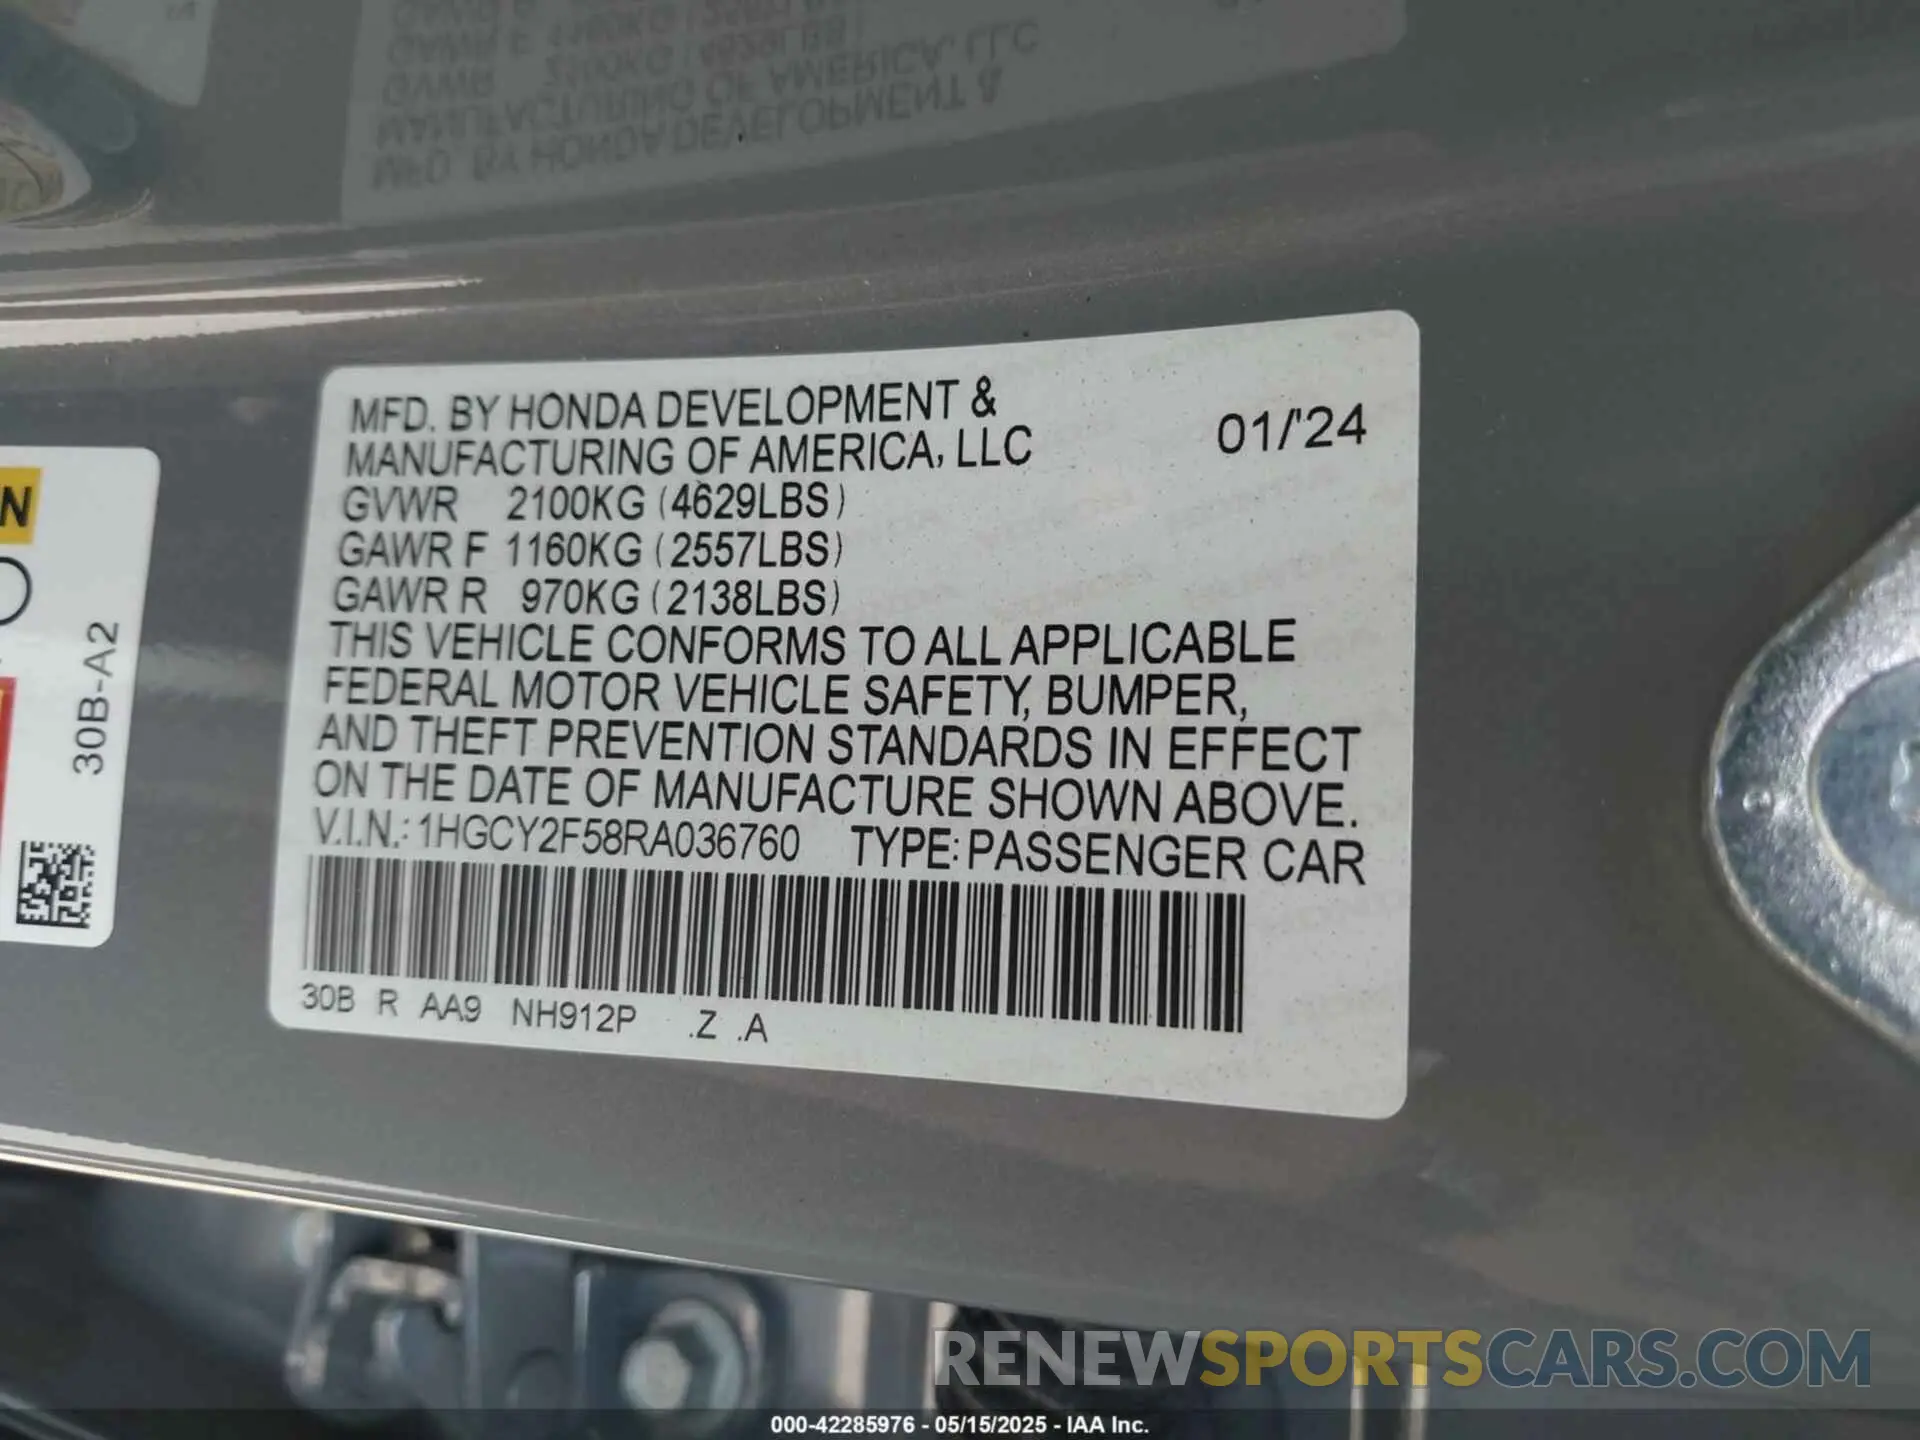 MFD. BY HONDA DEVELOPMENT &
MANUFACTURING OF AMERICA, LLC
01/'24
GVWR 2100KG (4629LBS)
GAWR F 1160KG (2557LBS)
GAWR R 970KG (2138LBS)
THIS VEHICLE CONFORMS TO ALL APPLICABLE
FEDERAL MOTOR VEHICLE SAFETY, BUMPER,
AND THEFT PREVENTION STANDARDS IN EFFECT
ON THE DATE OF MANUFACTURE SHOWN ABOVE.
V.I.N.: 1HGCY2F58RA036760 TYPE: PASSENGER CAR
30B R AA9 NH912P .Z .A
N
30B-A2
RENEWSPORTSCARS.COM
000-42285976 - 05/15/2025 - IAA Inc.